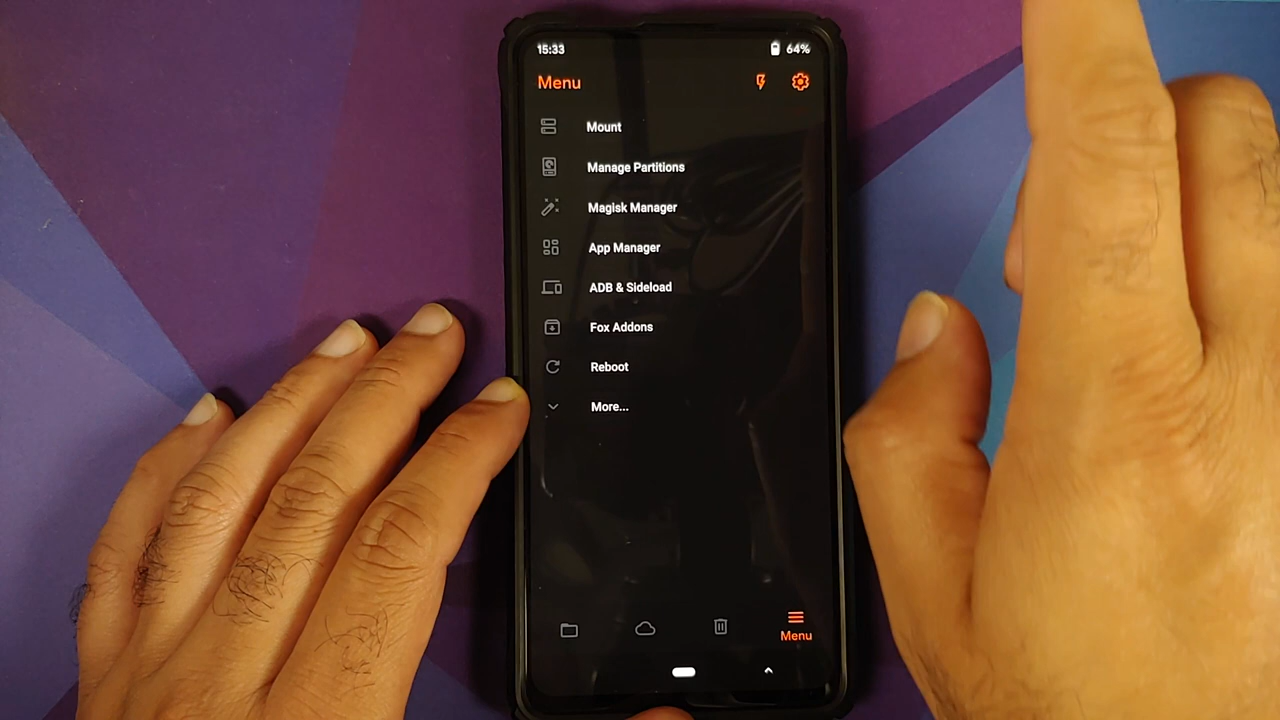 15:33 64%
Menu
Mount
Manage Partitions
Magisk Manager
App Manager
ADB & Sideload
Fox Addons
Reboot
More...
Menu